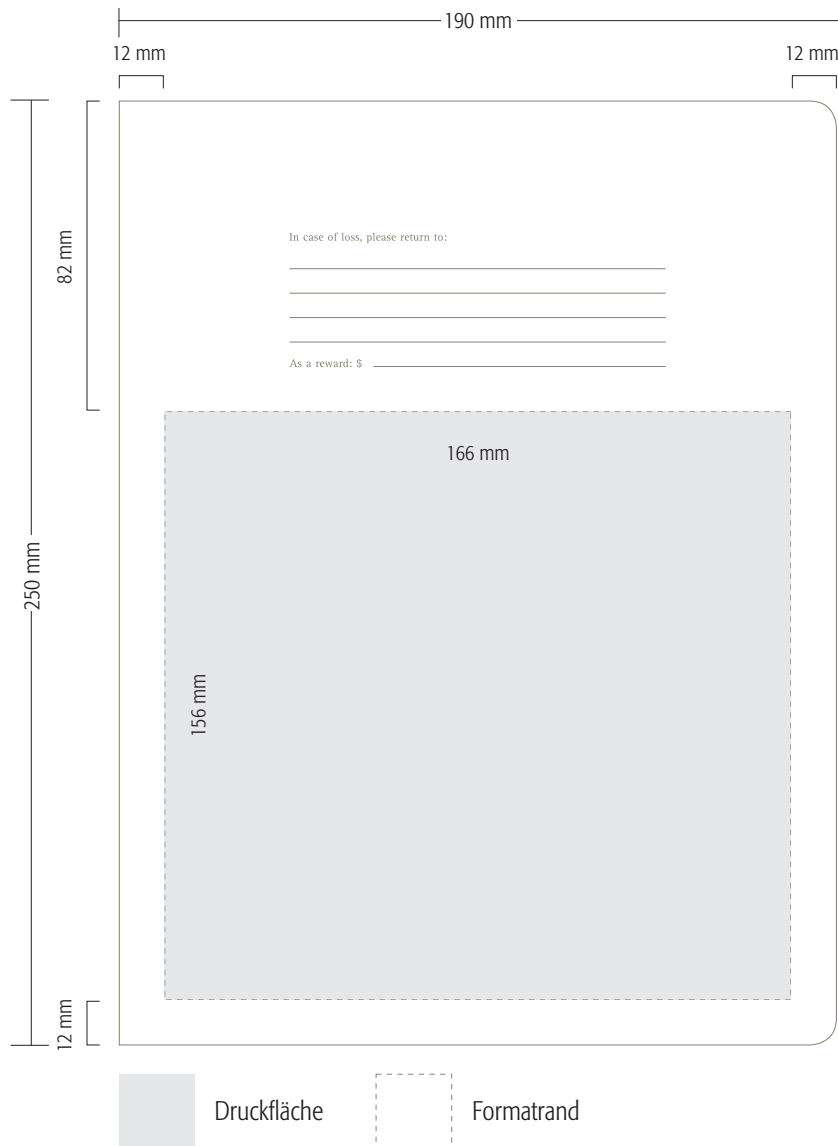 190 mm
12 mm
12 mm
82 mm
In case of loss, please return to:
As a reward: $
166 mm
250 mm
156 mm
12 mm
Druckfläche
Formatrand